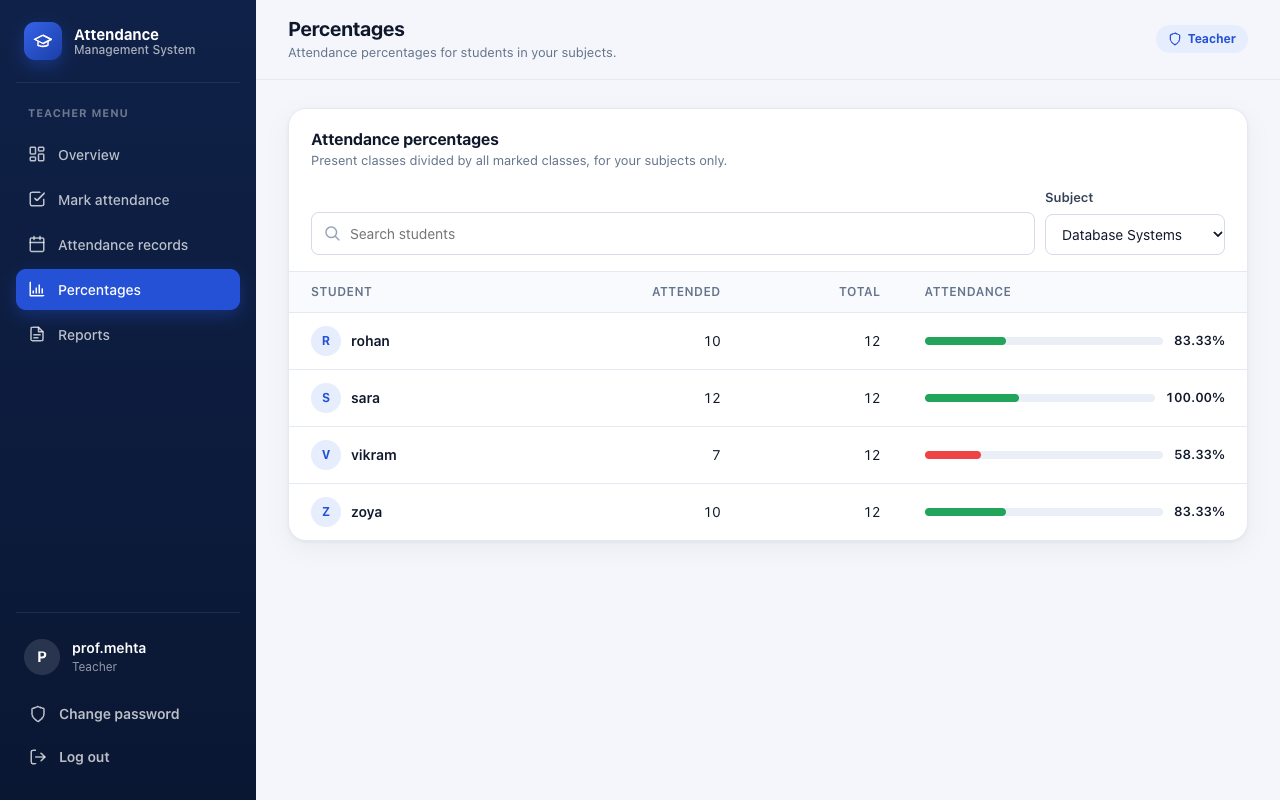 Attendance
Management System
TEACHER MENU
Overview
Mark attendance
Attendance records
Percentages
Reports
P
prof.mehta
Teacher
Change password
Log out
Percentages
Attendance percentages for students in your subjects.
Teacher
Attendance percentages
Present classes divided by all marked classes, for your subjects only.
Subject
Search students
Database Systems
STUDENT ATTENDED TOTAL ATTENDANCE
R rohan 10 12 83.33%
S sara 12 12 100.00%
V vikram 7 12 58.33%
Z zoya 10 12 83.33%